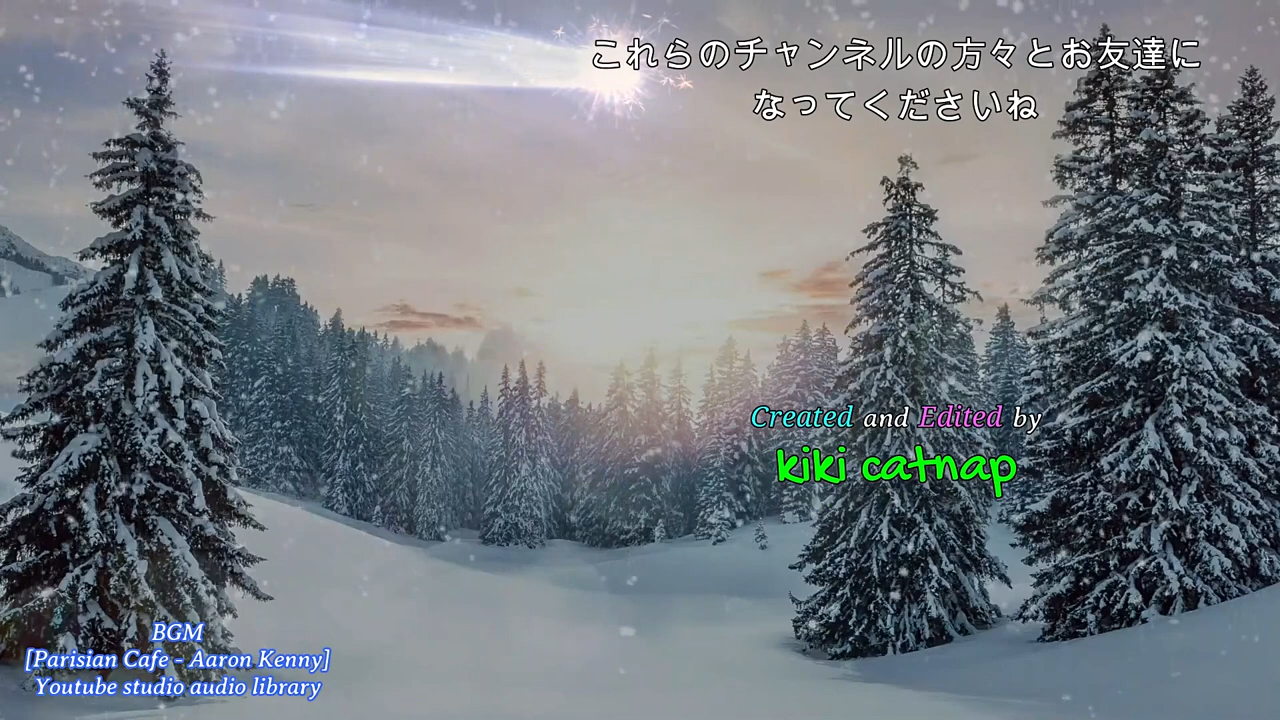 これらのチャンネルの方々とお友達に
なってくださいね
Created and Edited by
kiki catnap
BGM
[Parisian Cafe - Aaron Kenny]
Youtube studio audio library